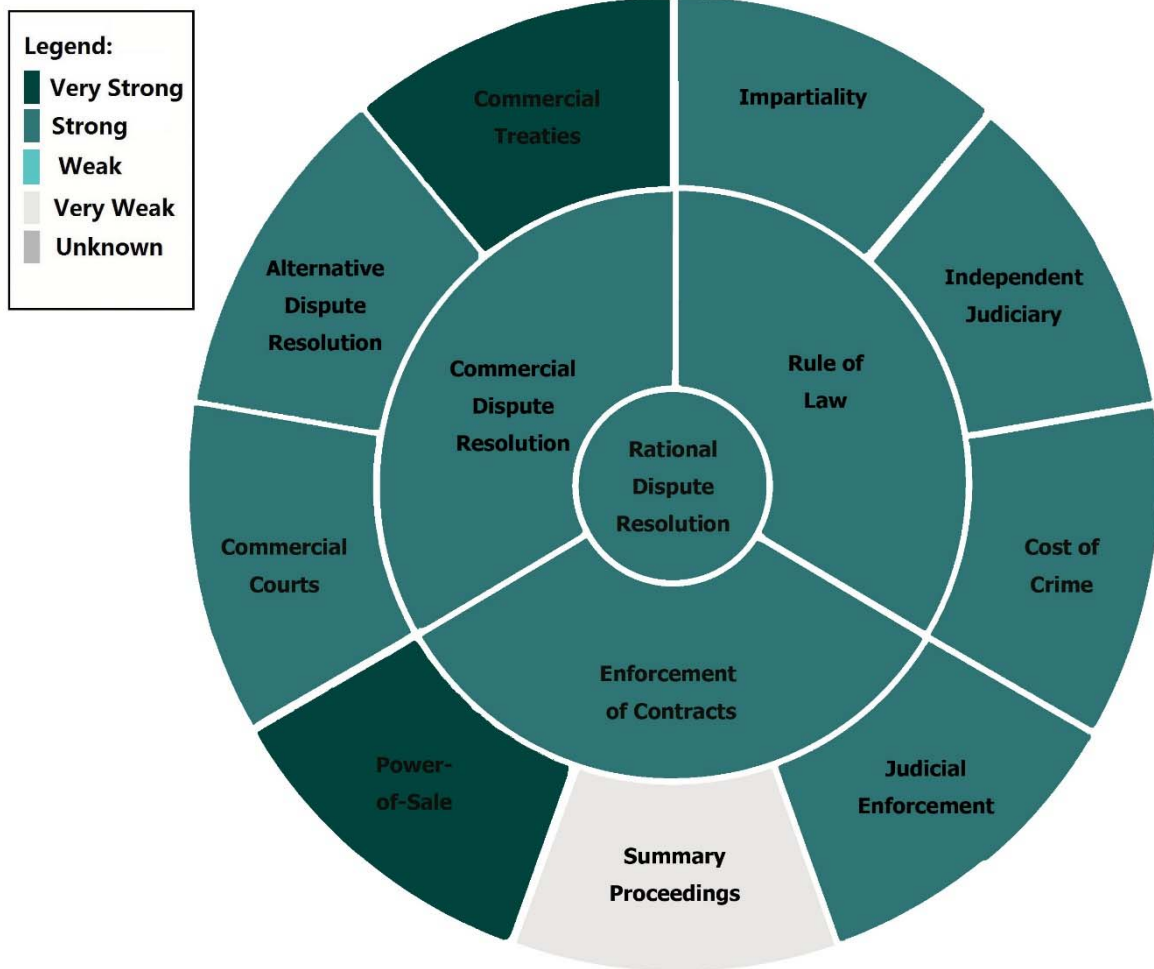 Legend:
Very Strong
Strong
Weak
Very Weak
Unknown
Commercial
Treaties
Impartiality
Alternative
Dispute
Resolution
Independent
Judiciary
Commercial
Dispute
Resolution
Rule of
Law
Rational
Dispute
Resolution
Commercial
Courts
Cost of
Crime
Enforcement
of Contracts
Power-
of-Sale
Judicial
Enforcement
Summary
Proceedings